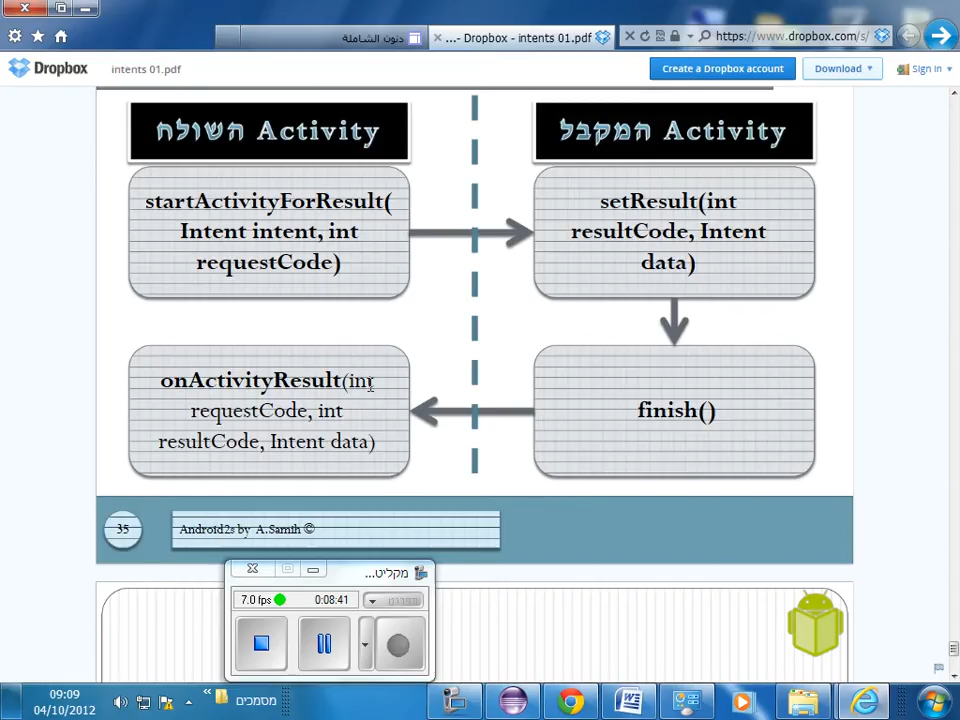 دنون الشاملة
...- Dropbox - intents 01.pdf
https://www.dropbox.com/s/
Dropbox
intents 01.pdf
Create a Dropbox account
Download
Sign in
Activity השולח
Activity המקבל
startActivityForResult(
Intent intent, int
requestCode)
setResult(int
resultCode, Intent
data)
onActivityResult(int
requestCode, int
resultCode, Intent data)
finish()
35
Android2s by A.Samih ©
מקליט...
7.0 fps
0:08:41
תפריט
09:09
04/10/2012
מסמכים